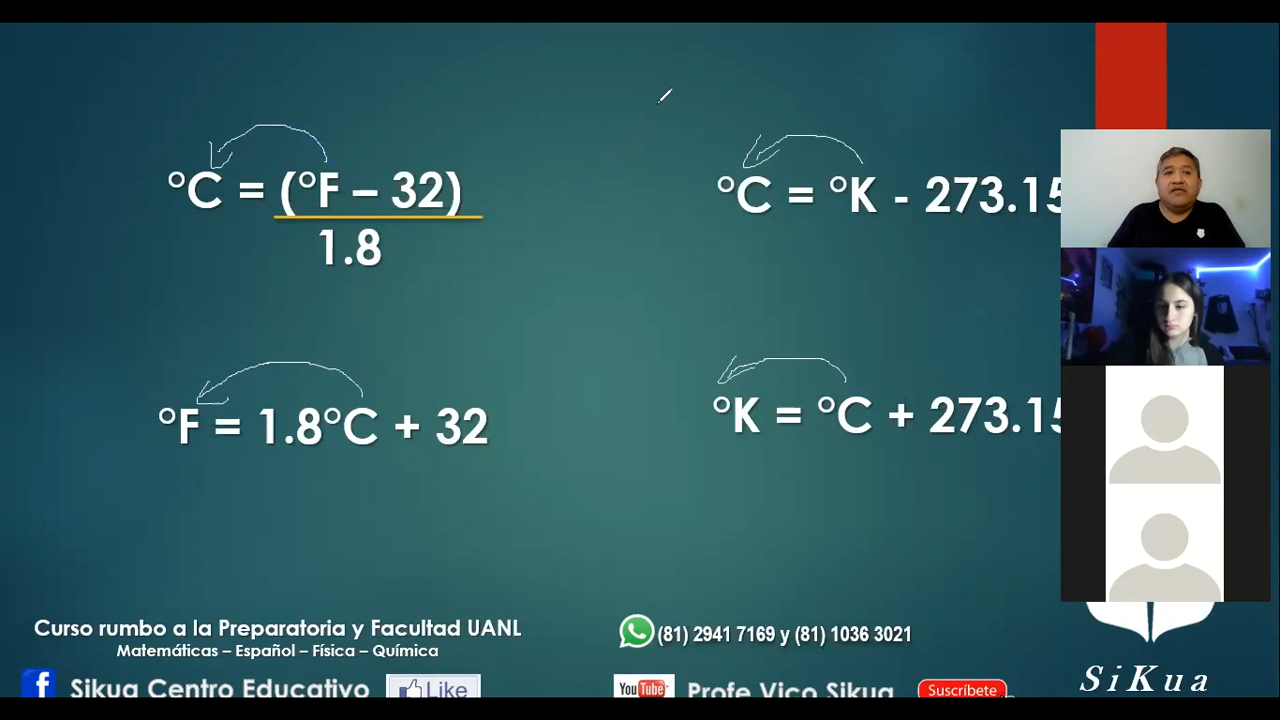 °C = (°F – 32)
1.8
°C = °K - 273.15
°F = 1.8°C + 32
°K = °C + 273.15
Curso rumbo a la Preparatoria y Facultad UANL
Matemáticas – Español – Física – Química
(81) 2941 7169 y (81) 1036 3021
f Sikua Centro Educativo
Like
YouTube Profe Vico Sikua
Suscríbete
SiKua